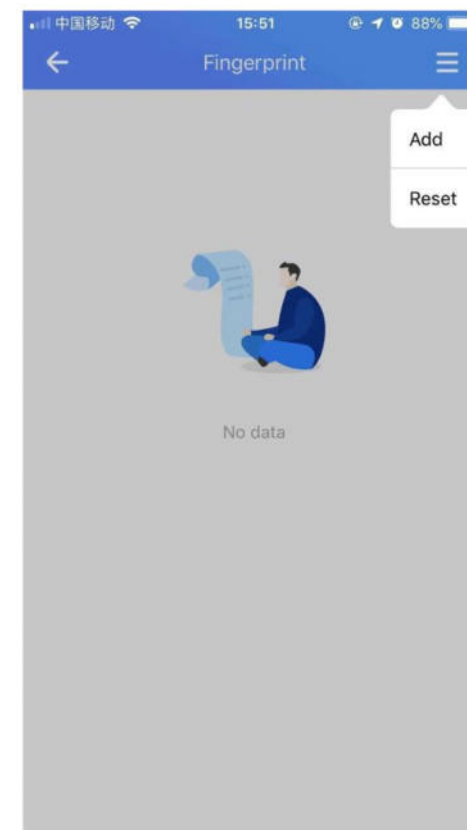 中国移动 15:51 88%
Fingerprint
Add
Reset
No data